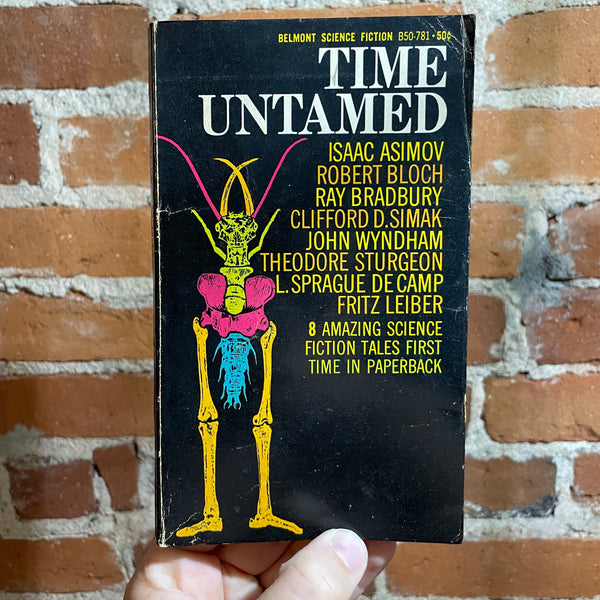 BELMONT SCIENCE FICTION B50-781 • 50¢
TIME
UNTAMED
ISAAC ASIMOV
ROBERT BLOCH
RAY BRADBURY
CLIFFORD D. SIMAK
JOHN WYNDHAM
THEODORE STURGEON
L. SPRAGUE DE CAMP
FRITZ LEIBER
8 AMAZING SCIENCE
FICTION TALES FIRST
TIME IN PAPERBACK